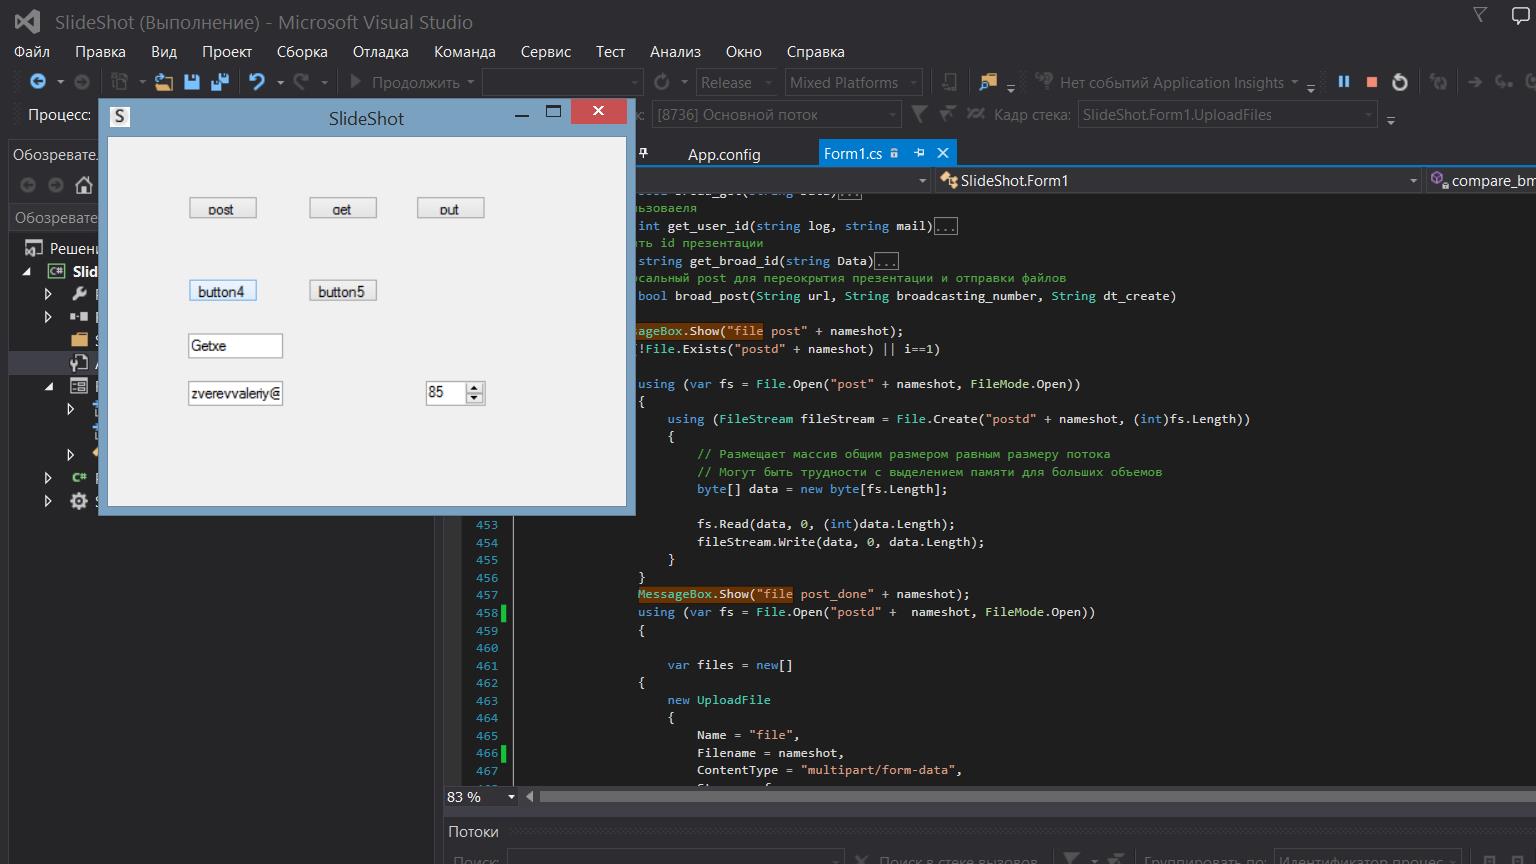 SlideShot (Выполнение) - Microsoft Visual Studio
Файл Правка Вид Проект Сборка Отладка Команда Сервис Тест Анализ Окно Справка
Продолжить Release Mixed Platforms Нет событий Application Insights
Процесс: [8736] Основной поток Кадр стека: SlideShot.Form1.UploadFiles
S SlideShot
post get put
button4 button5
Getxe
zverevvaleriy@ 85
App.config Form1.cs
SlideShot.Form1 compare_bm
int get_user_id(string log, string mail)...
ть id презентации
string get_broad_id(string Data)...
рсальный post для переокрытия презентации и отправки файлов
bool broad_post(String url, String broadcasting_number, String dt_create)
ageBox.Show("file post" + nameshot);
!File.Exists("postd" + nameshot) || i==1)
using (var fs = File.Open("post" + nameshot, FileMode.Open))
{
using (FileStream fileStream = File.Create("postd" + nameshot, (int)fs.Length))
{
// Размещает массив общим размером равным размеру потока
// Могут быть трудности с выделением памяти для больших объемов
byte[] data = new byte[fs.Length];
453 fs.Read(data, 0, (int)data.Length);
454 fileStream.Write(data, 0, data.Length);
455 }
456 }
457 MessageBox.Show("file post_done" + nameshot);
458 using (var fs = File.Open("postd" +  nameshot, FileMode.Open))
459 {
460
461 var files = new[]
462 {
463 new UploadFile
464 {
465 Name = "file",
466 Filename = nameshot,
467 ContentType = "multipart/form-data",
83 %
Потоки
Поиск: Поиск в стеке вызовов Группировать по: Идентификатор процес